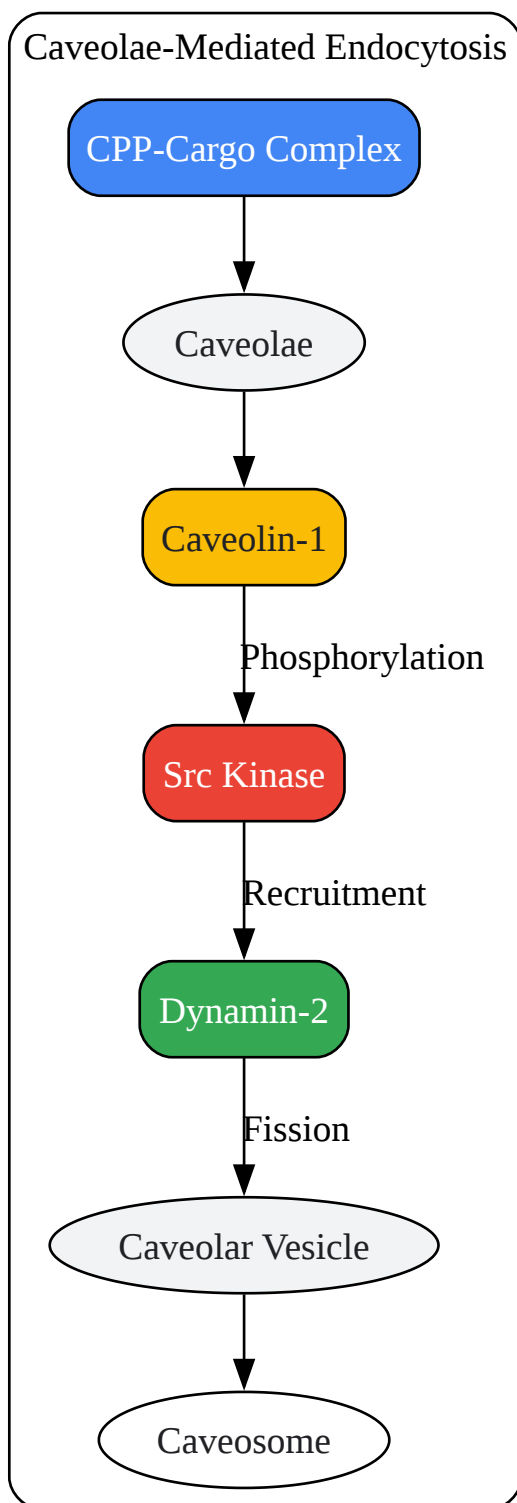 Caveolae-Mediated Endocytosis
CPP-Cargo Complex
Caveolae
Caveolin-1
Phosphorylation
Src Kinase
Recruitment
Dynamin-2
Fission
Caveolar Vesicle
Caveosome